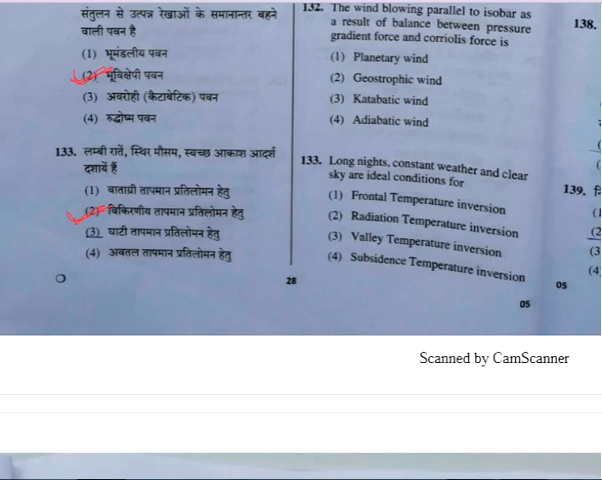 संतुलन से उत्पन्न रेखाओं के समानान्तर बहने
वाली पवन है
(1) भूमंडलीय पवन
(2) भूविक्षेपी पवन
(3) अवरोही (कैटाबेटिक) पवन
(4) रुद्धोष्म पवन
133. लम्बी रातें, स्थिर मौसम, स्वच्छ आकाश आदर्श
दशायें हैं
(1) वाताग्री तापमान प्रतिलोमन हेतु
(2) विकिरणीय तापमान प्रतिलोमन हेतु
(3) घाटी तापमान प्रतिलोमन हेतु
(4) अवतल तापमान प्रतिलोमन हेतु
132. The wind blowing parallel to isobar as
a result of balance between pressure
gradient force and corriolis force is
(1) Planetary wind
(2) Geostrophic wind
(3) Katabatic wind
(4) Adiabatic wind
133. Long nights, constant weather and clear
sky are ideal conditions for
(1) Frontal Temperature inversion
(2) Radiation Temperature inversion
(3) Valley Temperature inversion
(4) Subsidence Temperature inversion
28
05
138.
139.
(1
(2
(3
(4
05
Scanned by CamScanner